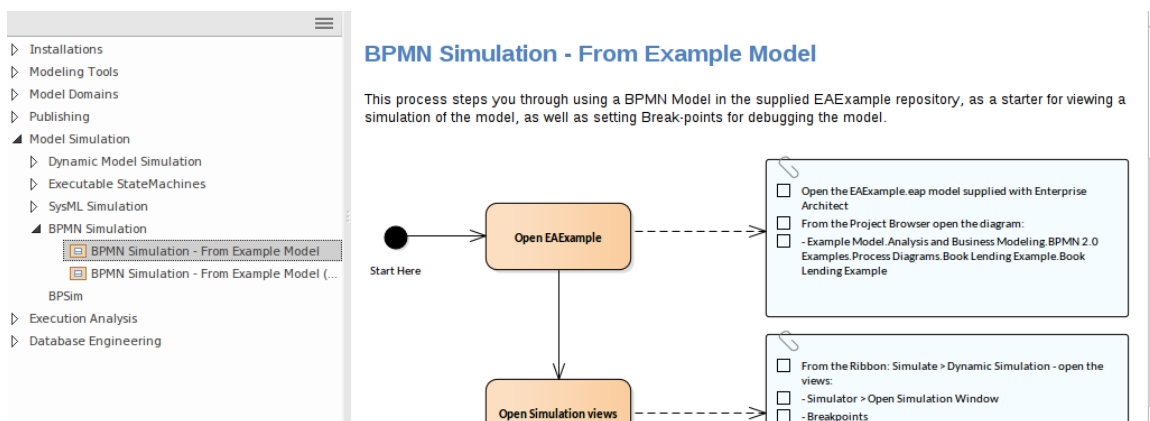 Installations
Modeling Tools
Model Domains
Publishing
Model Simulation
Dynamic Model Simulation
Executable StateMachines
SysML Simulation
BPMN Simulation
BPMN Simulation - From Example Model
BPMN Simulation - From Example Model (...
BPSim
Execution Analysis
Database Engineering
BPMN Simulation - From Example Model
This process steps you through using a BPMN Model in the supplied EAExample repository, as a starter for viewing a
simulation of the model, as well as setting Break-points for debugging the model.
Start Here
Open EAExample
Open the EAExample.eap model supplied with Enterprise
Architect
From the Project Browser open the diagram:
- Example Model.Analysis and Business Modeling.BPMN 2.0
Examples.Process Diagrams.Book Lending Example.Book
Lending Example
Open Simulation views
From the Ribbon: Simulate > Dynamic Simulation - open the
views:
- Simulator > Open Simulation Window
- Breakpoints